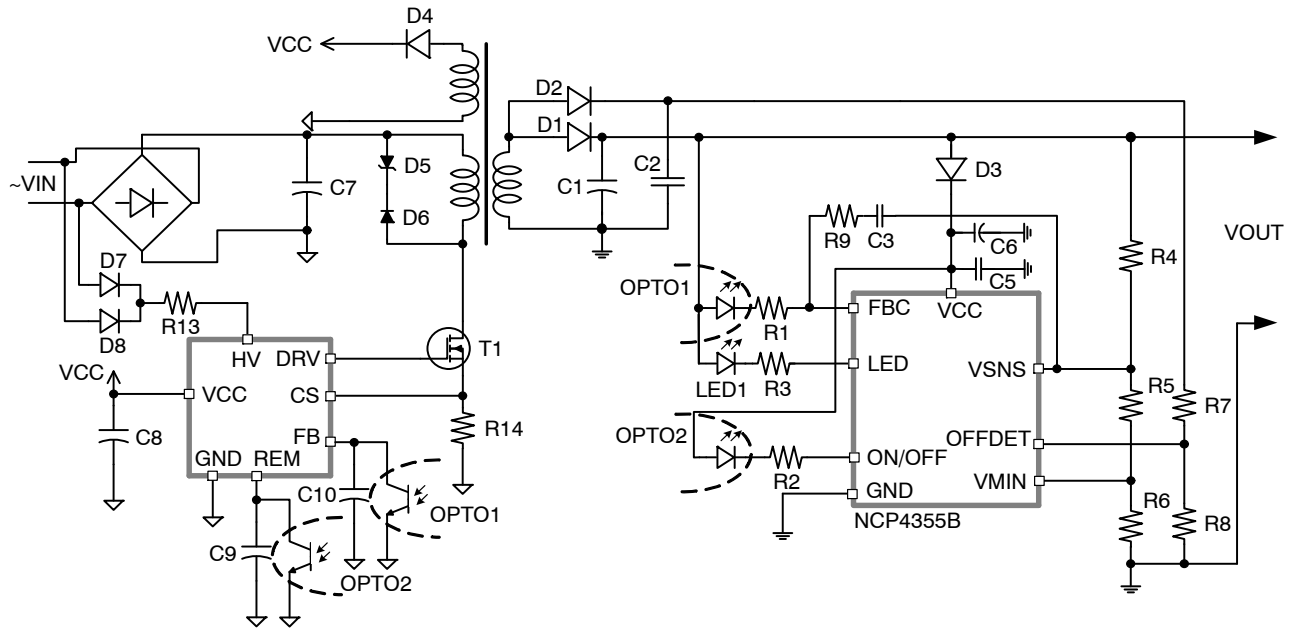 D4
VCC
D2
D1
~VIN
C7
D5
D6
C1
C2
D3
R9
C3
C6
C5
R4
VOUT
D7
D8
R13
OPTO1
R1
FBC
VCC
HV
DRV
T1
LED1
R3
LED
VSNS
VCC
VCC
CS
R5
R7
C8
FB
R14
OPTO2
R2
ON/OFF
OFFDET
GND
REM
GND
VMIN
C10
OPTO1
NCP4355B
R6
R8
C9
OPTO2